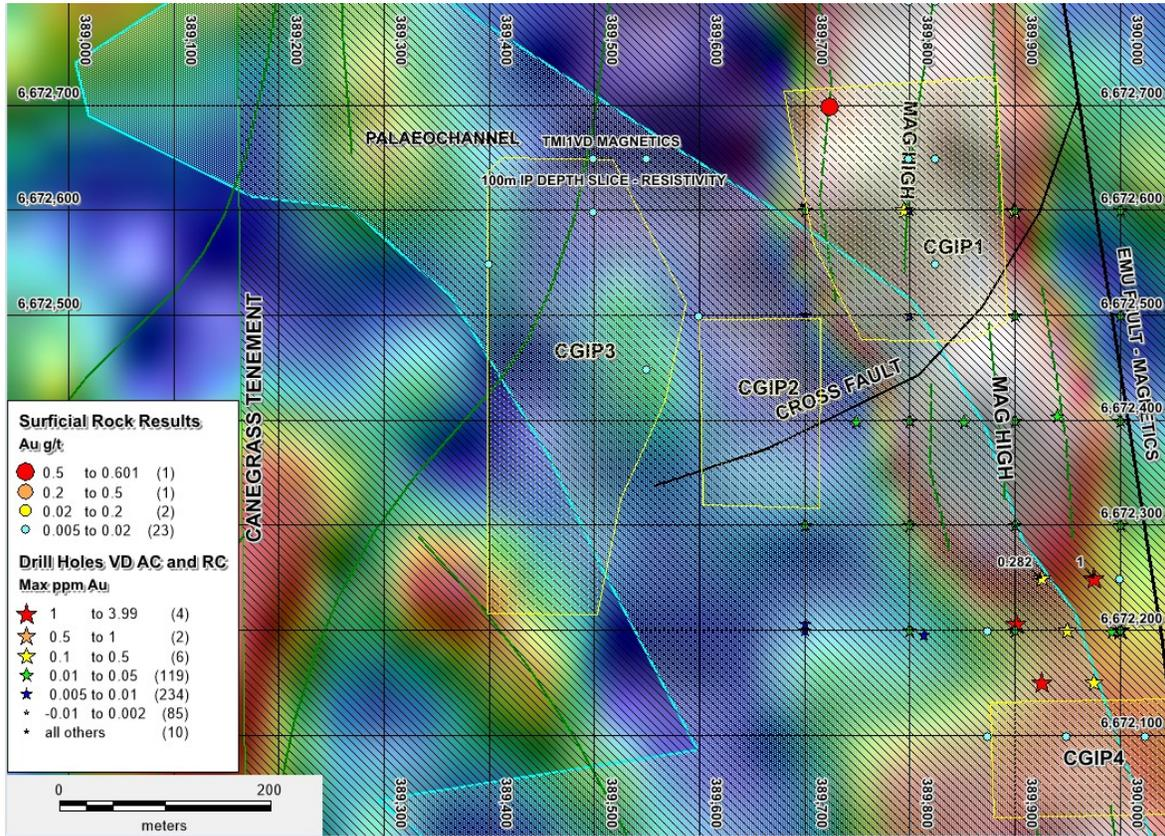 389,000
389,100
389,200
389,300
389,400
389,500
389,600
389,700
389,800
389,900
390,000
6,672,700
6,672,700
PALAEOCHANNEL
TMI1VD MAGNETICS
MAG HIGH
100m IP DEPTH SLICE - RESISTIVITY
6,672,600
6,672,600
CGIP1
6,672,500
6,672,500
EMU FAULT - MAGNETICS
CANEGRASS TENEMENT
CGIP3
CGIP2
CROSS FAULT
MAG HIGH
6,672,400
6,672,300
0.282
1
6,672,200
6,672,100
CGIP4
Surficial Rock Results
Au g/t
0.5 to 0.601 (1)
0.2 to 0.5 (1)
0.02 to 0.2 (2)
0.005 to 0.02 (23)
Drill Holes VD AC and RC
Max ppm Au
1 to 3.99 (4)
0.5 to 1 (2)
0.1 to 0.5 (6)
0.01 to 0.05 (119)
0.005 to 0.01 (234)
-0.01 to 0.002 (85)
all others (10)
0 200
meters
389,300
389,400
389,500
389,700
389,800
389,900
390,000